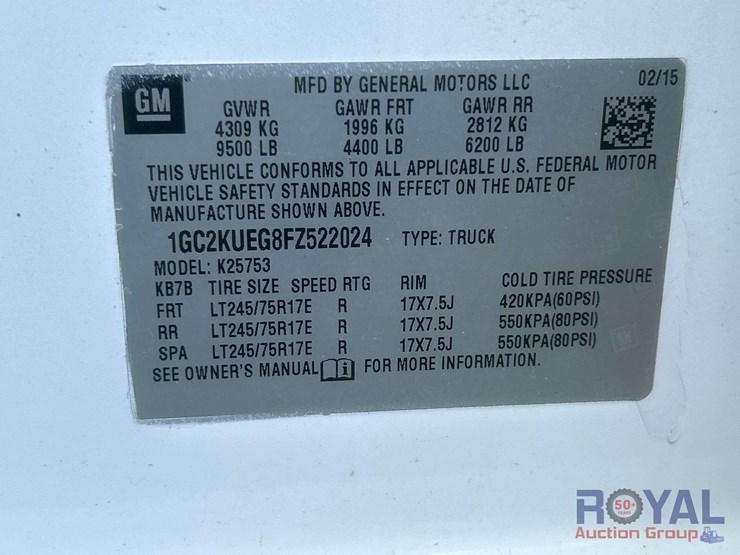 GM
MFD BY GENERAL MOTORS LLC 02/15
GVWR GAWR FRT GAWR RR
4309 KG 1996 KG 2812 KG
9500 LB 4400 LB 6200 LB
THIS VEHICLE CONFORMS TO ALL APPLICABLE U.S. FEDERAL MOTOR
VEHICLE SAFETY STANDARDS IN EFFECT ON THE DATE OF
MANUFACTURE SHOWN ABOVE.
1GC2KUEG8FZ522024 TYPE: TRUCK
MODEL: K25753
KB7B TIRE SIZE SPEED RTG RIM COLD TIRE PRESSURE
FRT LT245/75R17E R 17X7.5J 420KPA(60PSI)
RR LT245/75R17E R 17X7.5J 550KPA(80PSI)
SPA LT245/75R17E R 17X7.5J 550KPA(80PSI)
SEE OWNER'S MANUAL FOR MORE INFORMATION.
ROYAL
50+
YEARS
Auction Group